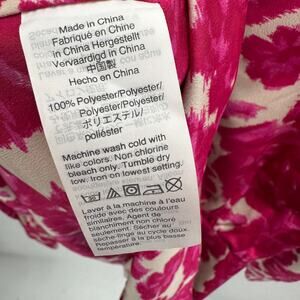 Made in China
Fabriqué en Chine
in China Hergestellt
Vervaardigd in China
中国製
Hecho en China
100% Polyester/Polyester/
Polyester/Polyester/
ポリエステル/
poliéster
Machine wash cold with
like colors. Non chlorine
bleach only. Tumble dry
low. Iron on lowest setting.
Laver à la machine à l'eau
froide avec des couleurs
similaires. Agent de
blanchiment non chloré.
Sèche-linge au cycle doux.
Repasser à la plus basse
température.